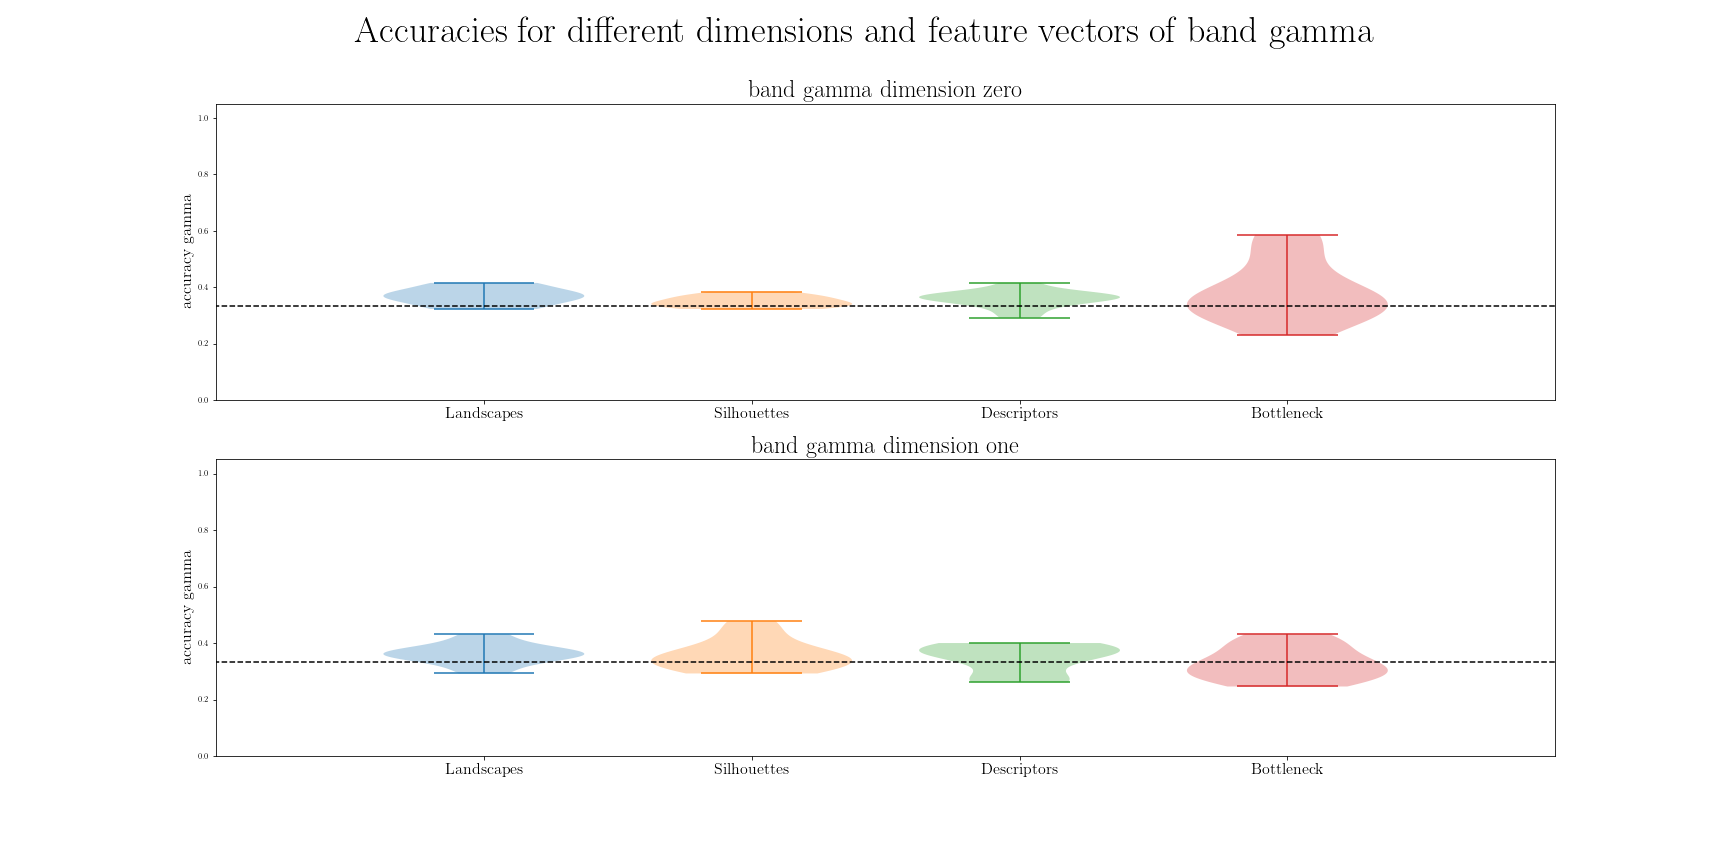 Accuracies for different dimensions and feature vectors of band gamma
band gamma dimension zero
accuracy gamma
1.0
0.8
0.6
0.4
0.2
0.0
Landscapes Silhouettes Descriptors Bottleneck
band gamma dimension one
accuracy gamma
1.0
0.8
0.6
0.4
0.2
0.0
Landscapes Silhouettes Descriptors Bottleneck